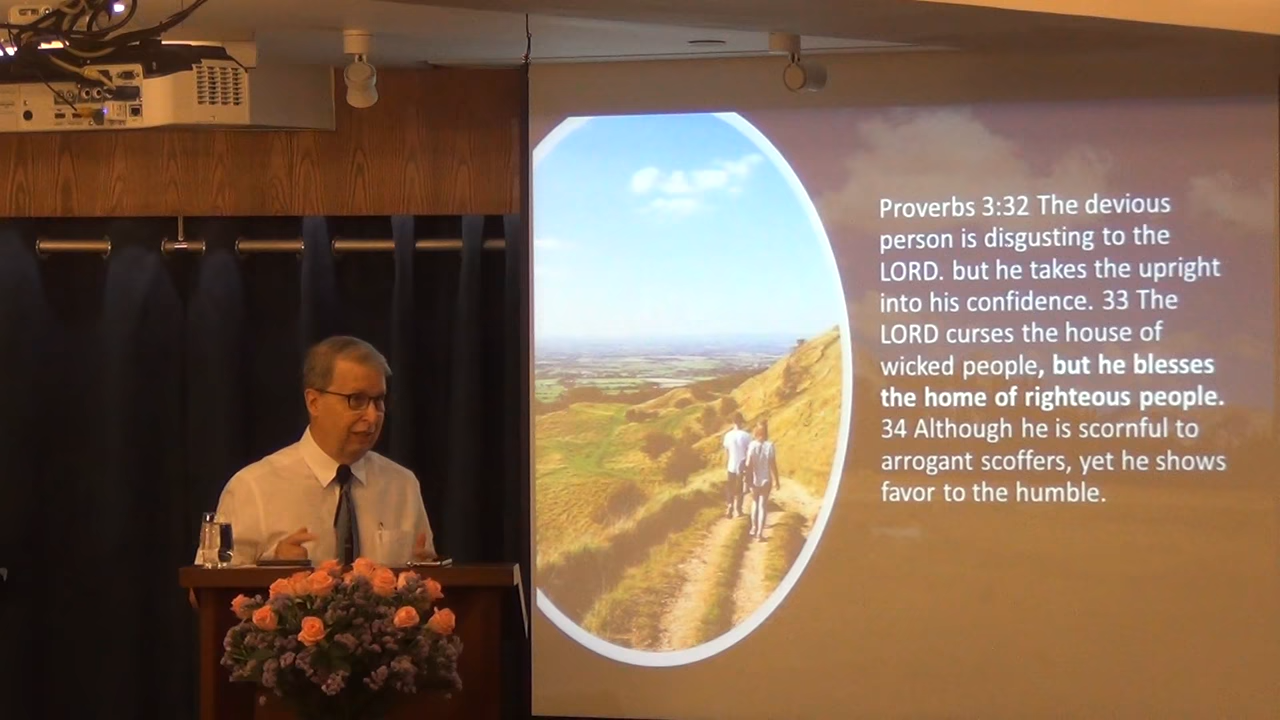 Proverbs 3:32 The devious
person is disgusting to the
LORD. but he takes the upright
into his confidence. 33 The
LORD curses the house of
wicked people, but he blesses
the home of righteous people.
34 Although he is scornful to
arrogant scoffers, yet he shows
favor to the humble.